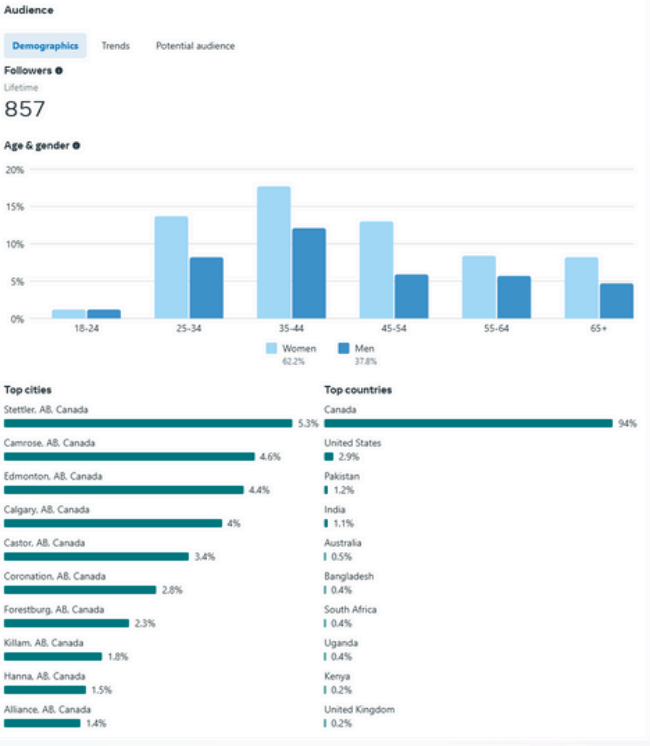 Audience
Demographics Trends Potential audience
Followers
Lifetime
857
Age & gender
20%
15%
10%
5%
0%
18-24 25-34 35-44 45-54 55-64 65+
Women Men
62.2% 37.8%
Top cities
Stettler, AB, Canada
5.3%
Camrose, AB, Canada
4.6%
Edmonton, AB, Canada
4.4%
Calgary, AB, Canada
4%
Castor, AB, Canada
3.4%
Coronation, AB, Canada
2.8%
Forestburg, AB, Canada
2.3%
Killam, AB, Canada
1.8%
Hanna, AB, Canada
1.5%
Alliance, AB, Canada
1.4%
Top countries
Canada
94%
United States
2.9%
Pakistan
1.2%
India
1.1%
Australia
0.5%
Bangladesh
0.4%
South Africa
0.4%
Uganda
0.4%
Kenya
0.2%
United Kingdom
0.2%